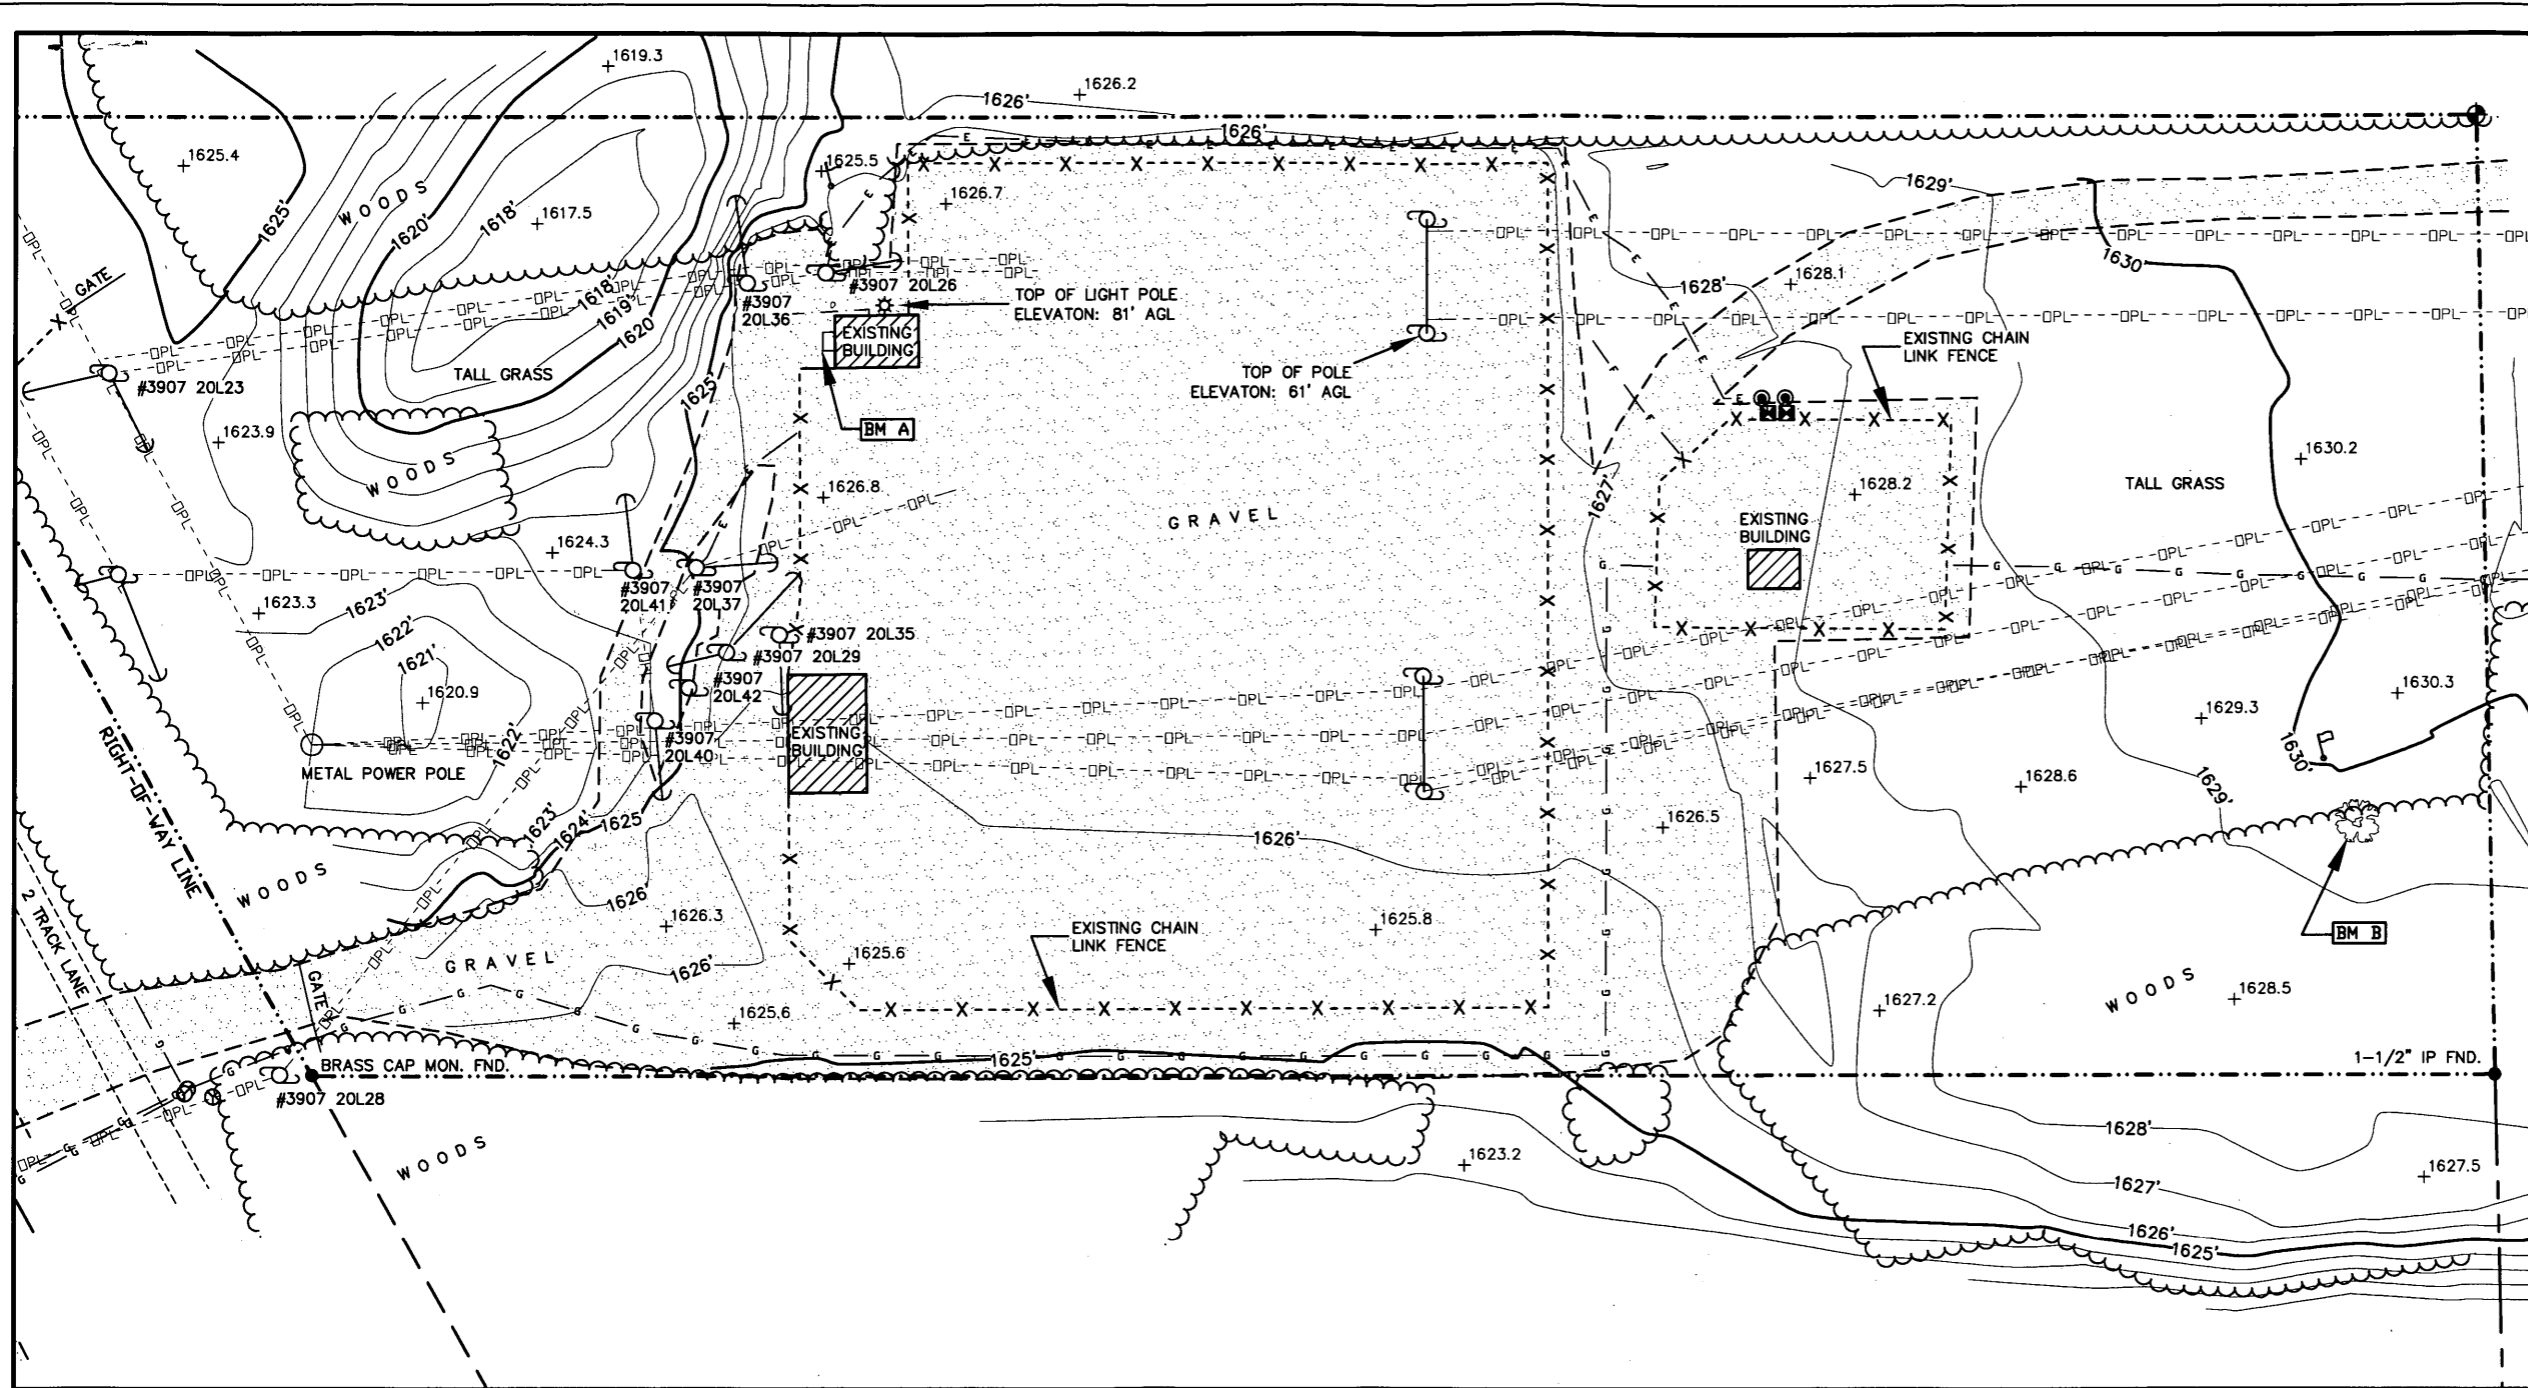 1619.3
1626'
1626.2
1626'
1625.4
WOODS
1625'
1620'
1618'
1617.5
1625.5
1626.7
1629'
GATE
1618'
1619'
1620'
#3907
20L36
#3907 20L26
TOP OF LIGHT POLE
ELEVATON: 81' AGL
EXISTING
BUILDING
1628'
1628.1
1630'
EXISTING CHAIN
LINK FENCE
#3907 20L23
TALL GRASS
1625'
TOP OF POLE
ELEVATON: 61' AGL
BM A
1623.9
WOODS
1626.8
GRAVEL
1627'
1628.2
EXISTING
BUILDING
TALL GRASS
1630.2
1624.3
1623.3
1623'
1622'
1621'
1620.9
#3907
20L41
#3907
20L37
#3907 20L35
#3907 20L29
#3907
20L42
#3907
20L40
EXISTING
BUILDING
1622'
METAL POWER POLE
RIGHT-OF-WAY LINE
1629.3
1630.3
1630'
1627.5
1628.6
1629'
1623'
1624'
1625'
1626'
1626.5
2 TRACK LANE
WOODS
1626'
1626.3
EXISTING CHAIN
LINK FENCE
1625.8
BM B
GATE
GRAVEL
1626'
1625.6
1625.6
1627.2
WOODS
1628.5
BRASS CAP MON. FND.
1625'
1-1/2" IP FND.
#3907 20L28
WOODS
1623.2
1628'
1627.5
1627'
1626'
1625'
OPL
E
G
X